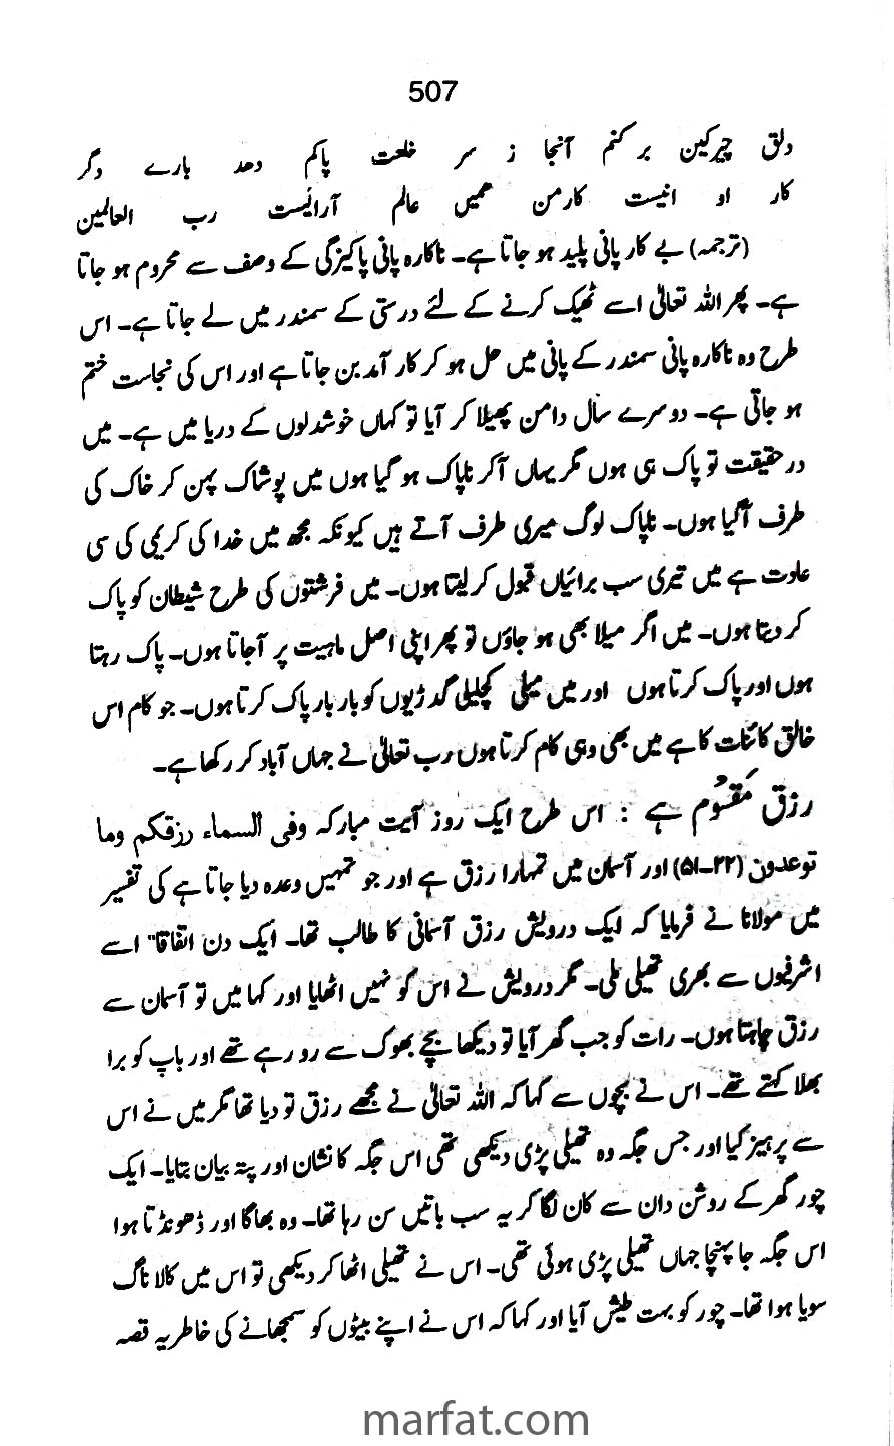 507
دلق چرکین بر کنم آنجا ز سر خلعت پاکم دهد بارے دگر
کار او انیست کارمن ہمیں عالم آرائیست رب العالمین
(ترجمہ) بے کار پانی پلید ہو جاتا ہے۔ ناکارہ پانی پاکیزگی کے وصف سے محروم ہو جاتا
ہے۔ پھر اللہ تعالیٰ اسے ٹھیک کرنے کے لئے درستی کے سمندر میں لے جاتا ہے۔ اس
طرح وہ ناکارہ پانی سمندر کے پانی میں حل ہو کر کار آمد بن جاتا ہے اور اس کی نجاست ختم
ہو جاتی ہے۔ دوسرے سال دامن پھیلا کر آیا تو کہاں خوشدلوں کے دریا میں ہے۔ میں
در حقیقت تو پاک ہی ہوں مگر یہاں آکر ناپاک ہو گیا ہوں میں پوشاک پہن کر خاک کی
طرف آگیا ہوں۔ ناپاک لوگ میری طرف آتے ہیں کیونکہ مجھ میں خدا کی کریمی کی سی
عادت ہے میں تیری سب برائیاں قبول کر لیتا ہوں۔ میں فرشتوں کی طرح شیطان کو پاک
کر دیتا ہوں۔ میں اگر میلا بھی ہو جاؤں تو پھر اپنی اصل ماہیت پر آجاتا ہوں۔ پاک رہتا
ہوں اور پاک کرتا ہوں اور میں میلی کچیلی گدڑیوں کو بار بار پاک کرتا ہوں۔ جو کام اس
خالق کائنات کا ہے میں بھی وہی کام کرتا ہوں رب تعالیٰ نے جہاں آباد کر رکھا ہے۔
رزق مَقسُوم ہے : اس طرح ایک روز آیت مبارکہ وفی السماء رزقکم وما
توعدون (۲۲-۵۱) اور آسمان میں تمہارا رزق ہے اور جو تمہیں وعدہ دیا جاتا ہے کی تفسیر
میں مولانا نے فرمایا کہ ایک درویش رزق آسمانی کا طالب تھا۔ ایک دن اتفاقا" اسے
اشرفیوں سے بھری تھیلی ملی۔ مگر درویش نے اس کو نہیں اٹھایا اور کہا میں تو آسمان سے
رزق چاہتا ہوں۔ رات کو جب گھر آیا تو دیکھا بچے بھوک سے رو رہے تھے اور باپ کو برا
بھلا کہتے تھے۔ اس نے بچوں سے کہا کہ اللہ تعالیٰ نے مجھے رزق تو دیا تھا مگر میں نے اس
سے پرہیز کیا اور جس جگہ وہ تھیلی پڑی دیکھی تھی اس جگہ کا نشان اور پتہ بیان بتایا۔ ایک
چور گھر کے روشن دان سے کان لگا کر یہ سب باتیں سن رہا تھا۔ وہ بھاگا اور ڈھونڈتا ہوا
اس جگہ جا پہنچا جہاں تھیلی پڑی ہوئی تھی۔ اس نے تھیلی اٹھا کر دیکھی تو اس میں کالا ناگ
سویا ہوا تھا۔ چور کو بہت طیش آیا اور کہا کہ اس نے اپنے بیٹوں کو سمجھانے کی خاطر یہ قصہ
marfat.com